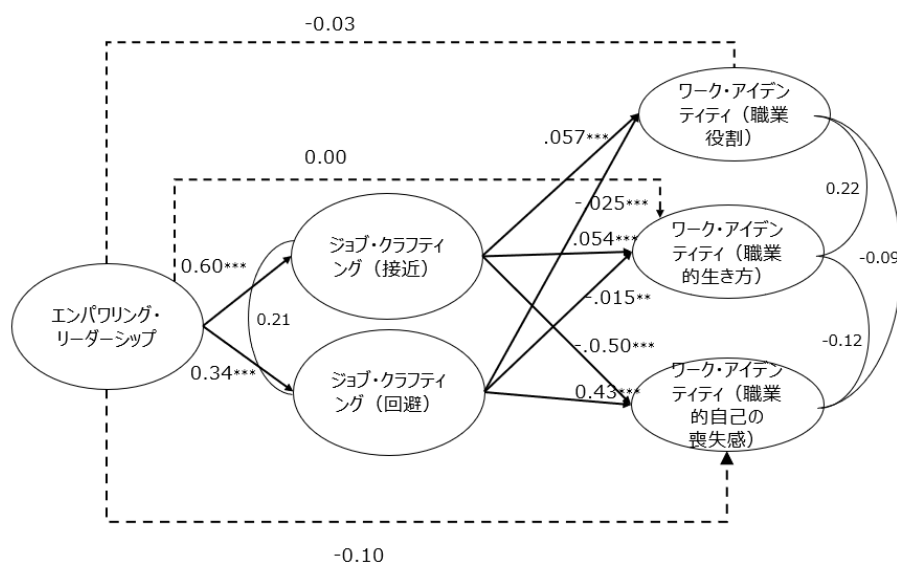 -0.03
ワーク・アイデン
ティティ（職業
役割）
.057***
0.00
-.025***
0.22
ジョブ・クラフティ
ング（接近）
.054***
ワーク・アイデン
ティティ（職業
的生き方）
0.60***
-0.09
エンパワリング・
リーダーシップ
0.21
-.015**
-0.12
0.34***
ジョブ・クラフティ
ング（回避）
-.0.50***
0.43***
ワーク・アイデン
ティティ（職業
的自己の
喪失感）
-0.10